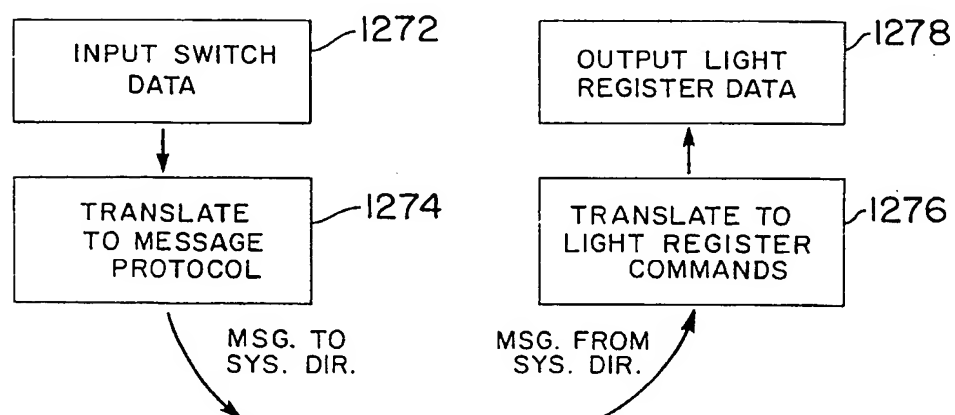 INPUT SWITCH
DATA
1272
TRANSLATE
TO MESSAGE
PROTOCOL
1274
MSG. TO
SYS. DIR.
OUTPUT LIGHT
REGISTER DATA
1278
TRANSLATE TO
LIGHT REGISTER
COMMANDS
1276
MSG. FROM
SYS. DIR.